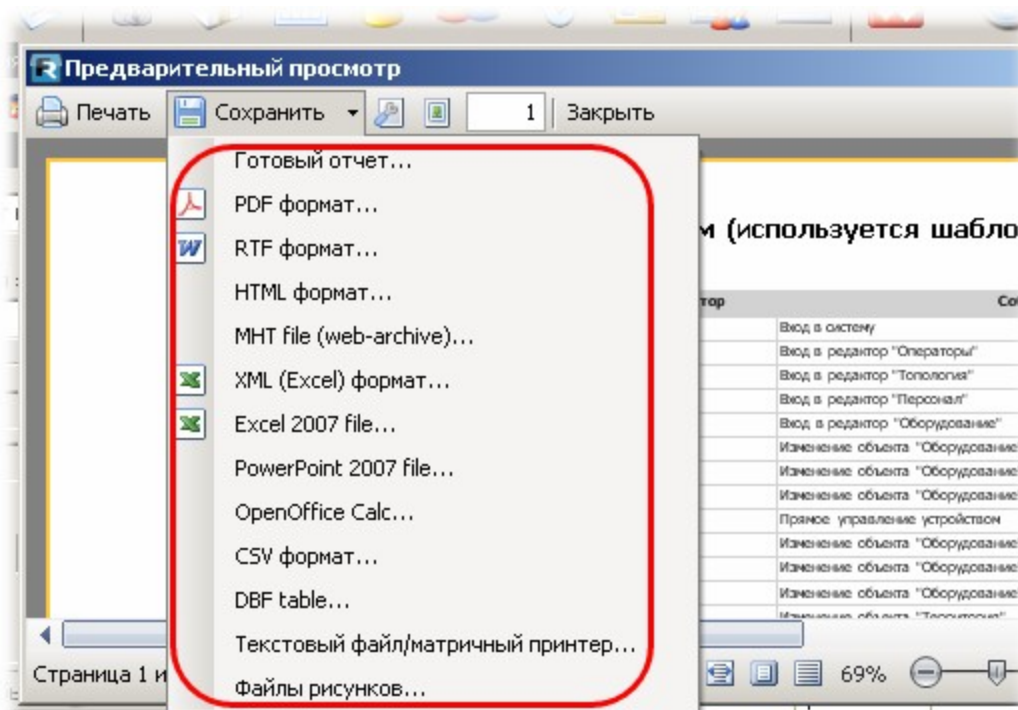 Предварительный просмотр
Печать Сохранить 1 Закрыть
Готовый отчет...
PDF формат...
RTF формат...
HTML формат...
MHT file (web-archive)...
XML (Excel) формат...
Excel 2007 file...
PowerPoint 2007 file...
OpenOffice Calc...
CSV формат...
DBF table...
Текстовый файл/матричный принтер...
Файлы рисунков...
(используется
Вход в систему
Вход в редактор "Операторы"
Вход в редактор "Топология"
Вход в редактор "Персонал"
Вход в редактор "Оборудование"
Изменение объекта "Оборудование
Изменение объекта "Оборудование
Изменение объекта "Оборудование
Прямое управление устройством
Изменение объекта "Оборудование"
Изменение объекта "Оборудование
Изменение объекта "Оборудование
Изменение объекта "Территория"
Страница 1 и
69%